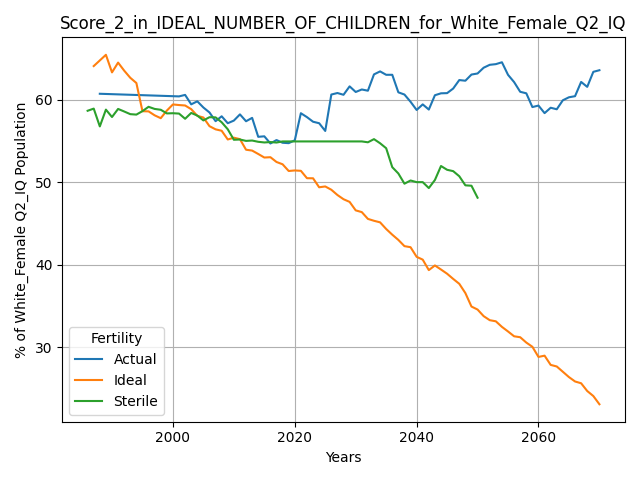 Score_2_in_IDEAL_NUMBER_OF_CHILDREN_for_White_Female_Q2_IQ
% of White_Female Q2_IQ Population
60
50
40
30
Fertility
Actual
Ideal
Sterile
2000
2020
2040
2060
Years